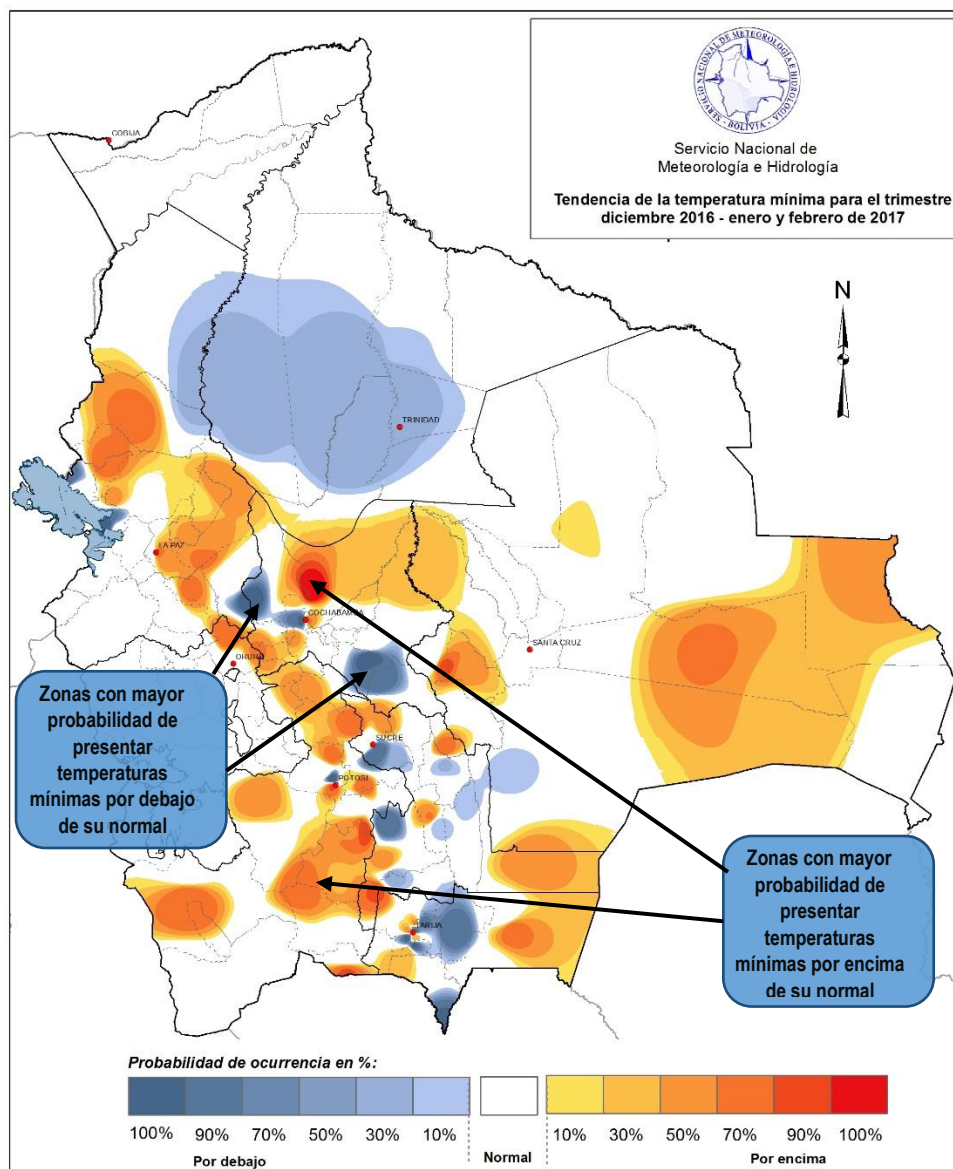 SERVICIO NACIONAL DE METEOROLOGÍA E HIDROLOGÍA
- BOLIVIA -
Servicio Nacional de
Meteorología e Hidrología
Tendencia de la temperatura mínima para el trimestre
diciembre 2016 - enero y febrero de 2017
N
COBIJA
TRINIDAD
LA PAZ
COCHABAMBA
ORURO
SANTA CRUZ
SUCRE
POTOSI
TARIJA
Zonas con mayor
probabilidad de
presentar
temperaturas
mínimas por debajo
de su normal
Zonas con mayor
probabilidad de
presentar
temperaturas
mínimas por encima
de su normal
Probabilidad de ocurrencia en %:
100% 90% 70% 50% 30% 10% Normal 10% 30% 50% 70% 90% 100%
Por debajo Por encima